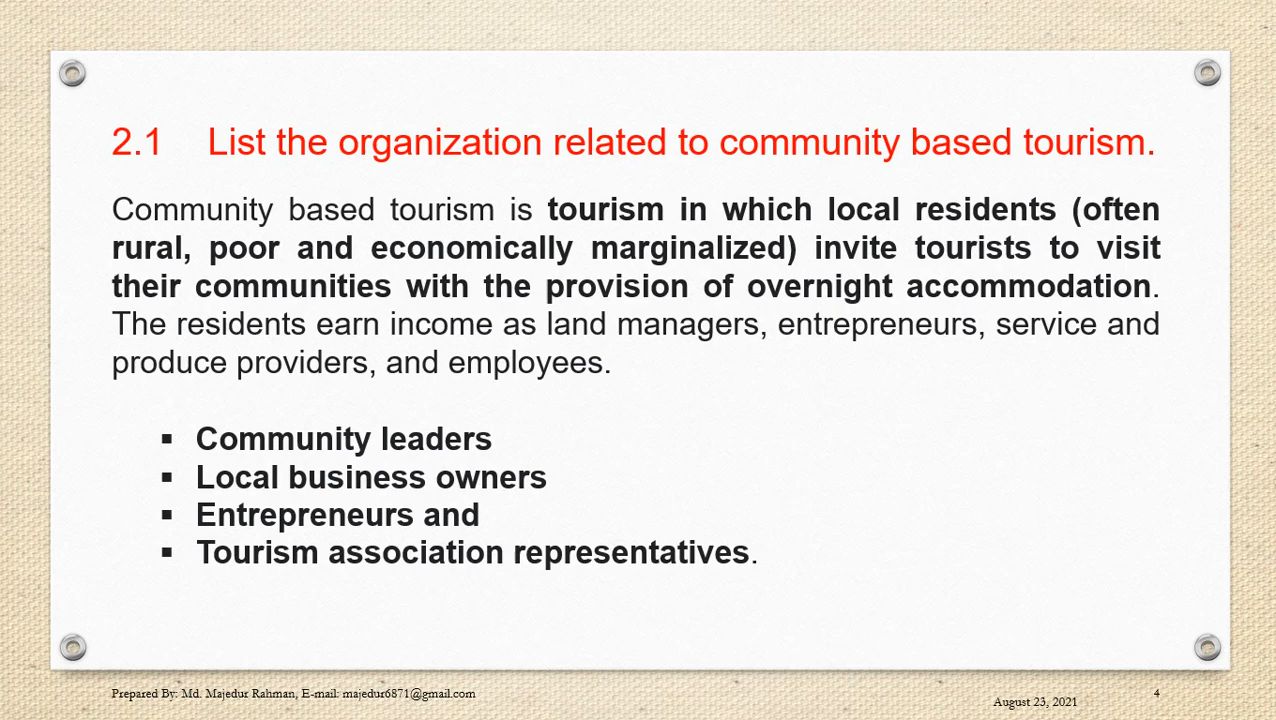 2.1 List the organization related to community based tourism.
Community based tourism is tourism in which local residents (often
rural, poor and economically marginalized) invite tourists to visit
their communities with the provision of overnight accommodation.
The residents earn income as land managers, entrepreneurs, service and
produce providers, and employees.
▪ Community leaders
▪ Local business owners
▪ Entrepreneurs and
▪ Tourism association representatives.
Prepared By: Md. Majedur Rahman, E-mail: majedur6871@gmail.com
August 23, 2021
4